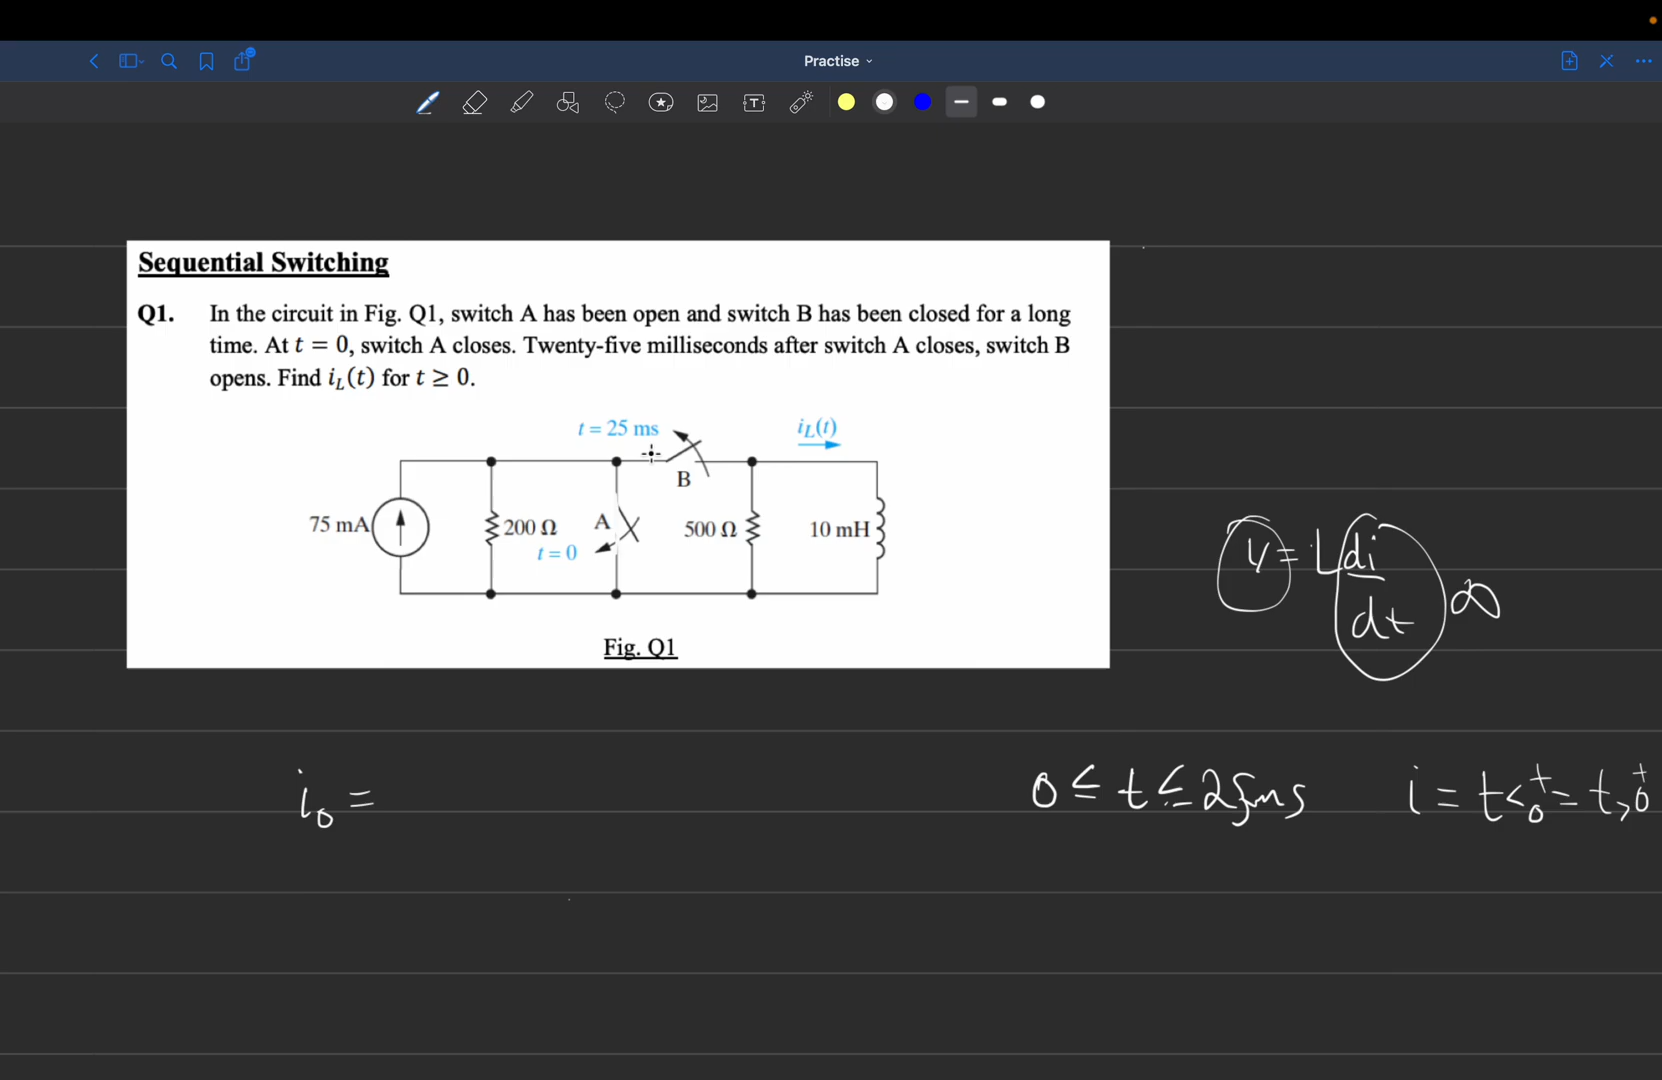 Practise
T
Sequential Switching
Q1. In the circuit in Fig. Q1, switch A has been open and switch B has been closed for a long
time. At t = 0, switch A closes. Twenty-five milliseconds after switch A closes, switch B
opens. Find i_L(t) for t ≥ 0.
t = 25 ms
i_L(t)
B
75 mA
200 Ω
A
500 Ω
10 mH
t = 0
Fig. Q1
V = L di/dt ∞
i₀ =
0 ≤ t ≤ 25ms
i = t<0⁺ = t>0⁺